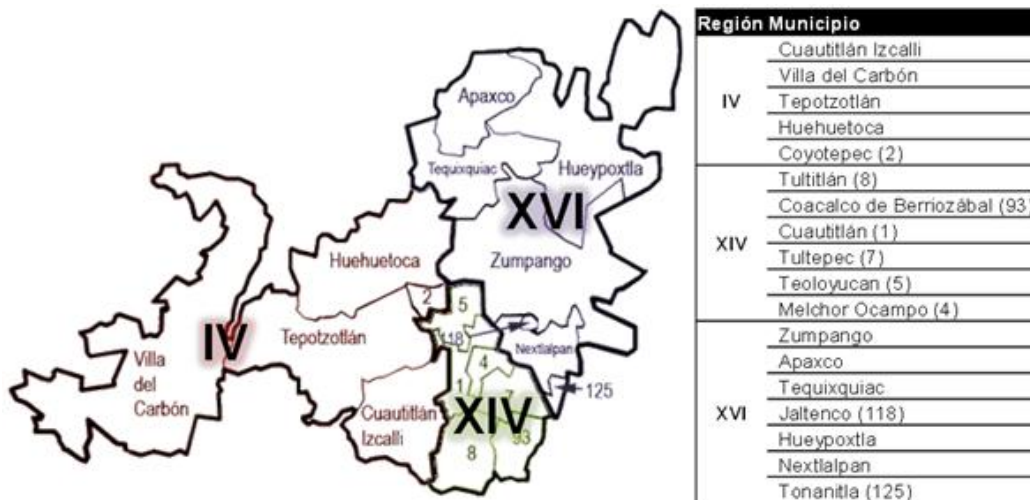 Apaxco
Tequixquiac
Hueypoxtla
XVI
Huehuetoca
Zumpango
2
5
IV
Tepotzotlán
118
Nextlalpan
Villa
del
Carbón
4
1
7
125
Cuautitlán
Izcalli
XIV
93
8
Región Municipio
IV
Cuautitlán Izcalli
Villa del Carbón
Tepotzotlán
Huehuetoca
Coyotepec (2)
XIV
Tultitlán (8)
Coacalco de Berriozábal (93)
Cuautitlán (1)
Tultepec (7)
Teoloyucan (5)
Melchor Ocampo (4)
XVI
Zumpango
Apaxco
Tequixquiac
Jaltenco (118)
Hueypoxtla
Nextlalpan
Tonanitla (125)